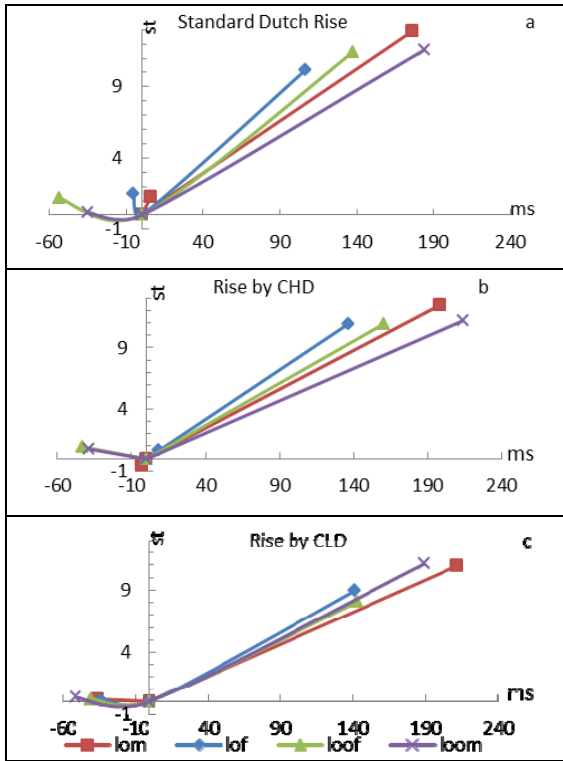 Standard Dutch Rise a
st
9
4
-1
ms
-60 -10 40 90 140 190 240
Rise by CHD b
st
9
4
-1
ms
-60 -10 40 90 140 190 240
Rise by CLD c
st
9
4
-1
ms
-60 -10 40 90 140 190 240
lom lof loof loom